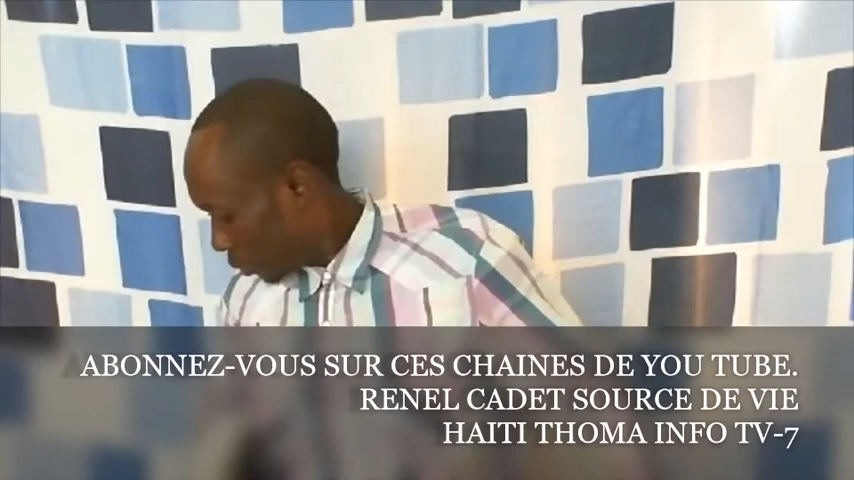 ABONNEZ-VOUS SUR CES CHAINES DE YOU TUBE.
RENEL CADET SOURCE DE VIE
HAITI THOMA INFO TV-7